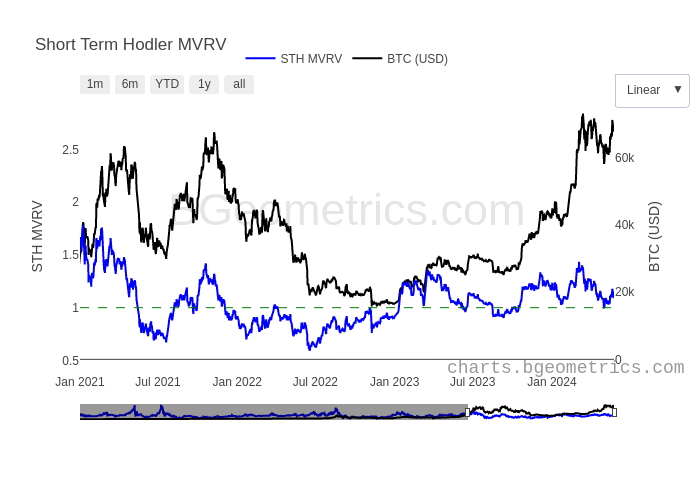 Short Term Hodler MVRV
STH MVRV
BTC (USD)
1m 6m YTD 1y all
Linear ▼
2.5
2
1.5
1
0.5
STH MVRV
BGeometrics.com
60k
40k
20k
0
BTC (USD)
charts.bgeometrics.com
Jan 2021 Jul 2021 Jan 2022 Jul 2022 Jan 2023 Jul 2023 Jan 2024